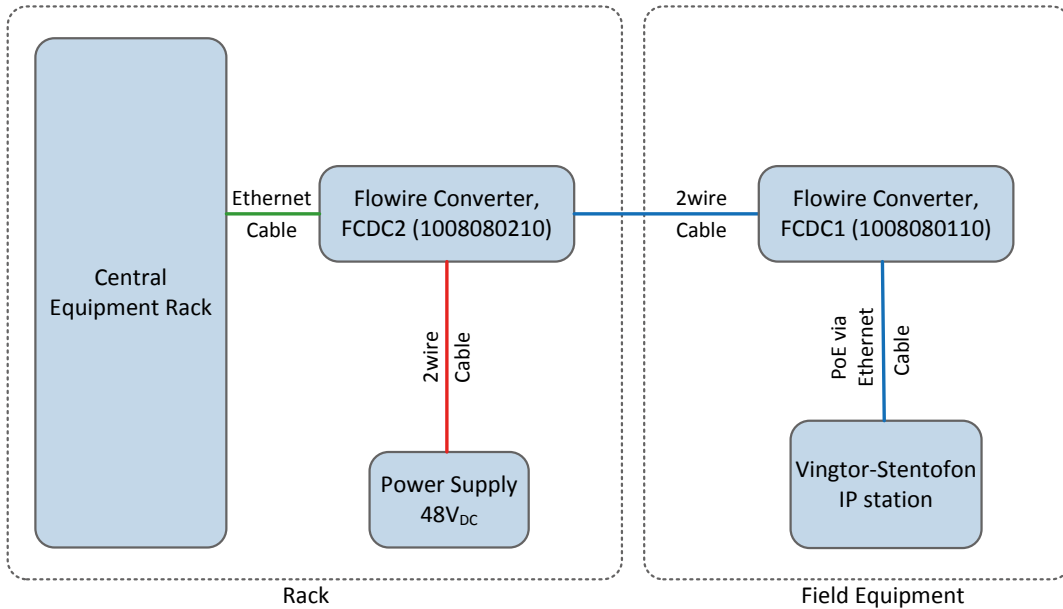 Central
Equipment Rack
Ethernet
Cable
Flowire Converter,
FCDC2 (1008080210)
2wire
Cable
Power Supply
48VDC
2wire
Cable
Flowire Converter,
FCDC1 (1008080110)
PoE via
Ethernet
Cable
Vingtor-Stentofon
IP station
Rack
Field Equipment